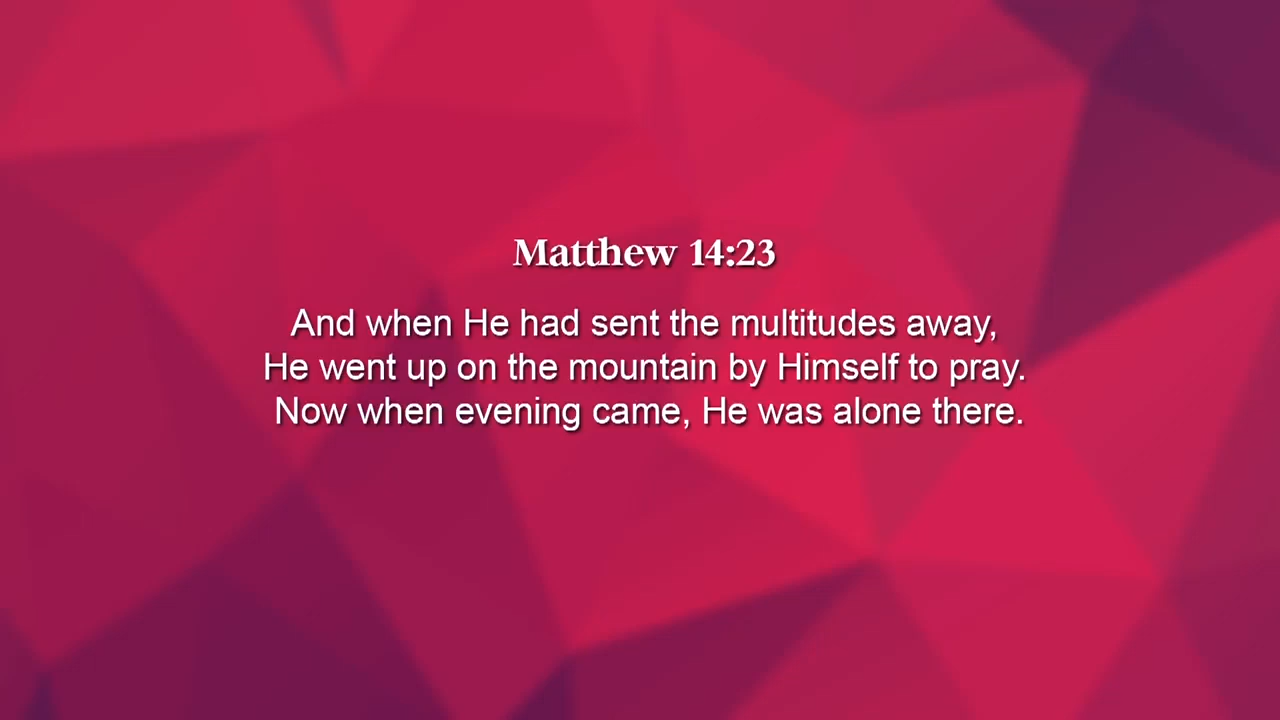 Matthew 14:23
And when He had sent the multitudes away,
He went up on the mountain by Himself to pray.
Now when evening came, He was alone there.